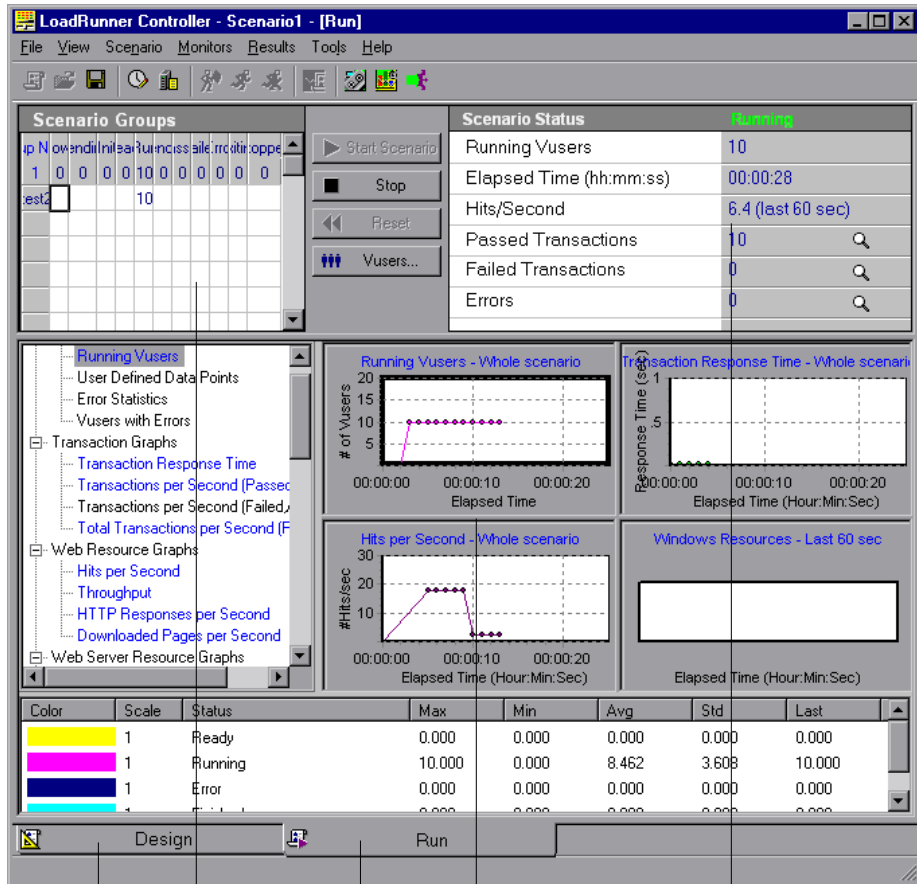 LoadRunner Controller - Scenario1 - [Run]
File View Scenario Monitors Results Tools Help
Scenario Groups
1 0 0 0 0 10 0 0 0 0 0 0
10
Start Scenario
Stop
Reset
Vusers...
Scenario Status Running
Running Vusers 10
Elapsed Time (hh:mm:ss) 00:00:28
Hits/Second 6.4 (last 60 sec)
Passed Transactions 10
Failed Transactions 0
Errors 0
Running Vusers
User Defined Data Points
Error Statistics
Vusers with Errors
Transaction Graphs
Transaction Response Time
Transactions per Second (Passed
Transactions per Second (Failed,
Total Transactions per Second (F
Web Resource Graphs
Hits per Second
Throughput
HTTP Responses per Second
Downloaded Pages per Second
Web Server Resource Graphs
Running Vusers - Whole scenario
# of Vusers
20
15
10
5
00:00:00 00:00:10 00:00:20
Elapsed Time
Transaction Response Time - Whole scenari
Response Time (sec)
1
.5
00:00:00 00:00:10 00:00:20
Elapsed Time (Hour:Min:Sec)
Hits per Second - Whole scenario
#Hits/sec
30
20
10
00:00:00 00:00:10 00:00:20
Elapsed Time (Hour:Min:Sec)
Windows Resources - Last 60 sec
Elapsed Time (Hour:Min:Sec)
Color Scale Status Max Min Avg Std Last
1 Ready 0.000 0.000 0.000 0.000 0.000
1 Running 10.000 0.000 8.462 3.608 10.000
1 Error 0.000 0.000 0.000 0.000 0.000
Design
Run